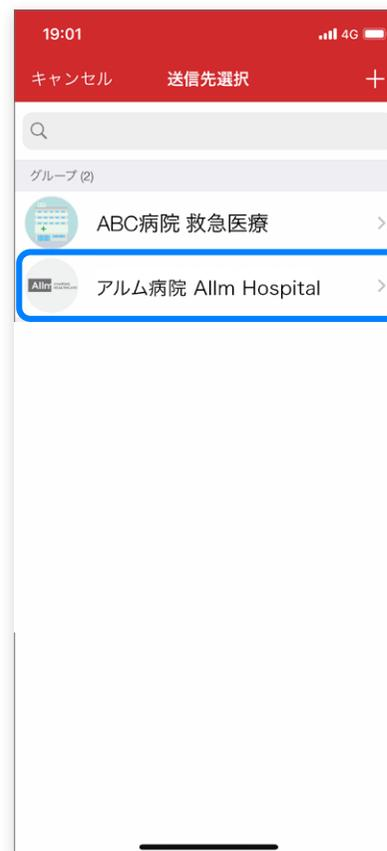 19:01 4G
キャンセル 送信先選択 +
グループ (2)
ABC病院 救急医療
Allm
アルム病院 Allm Hospital